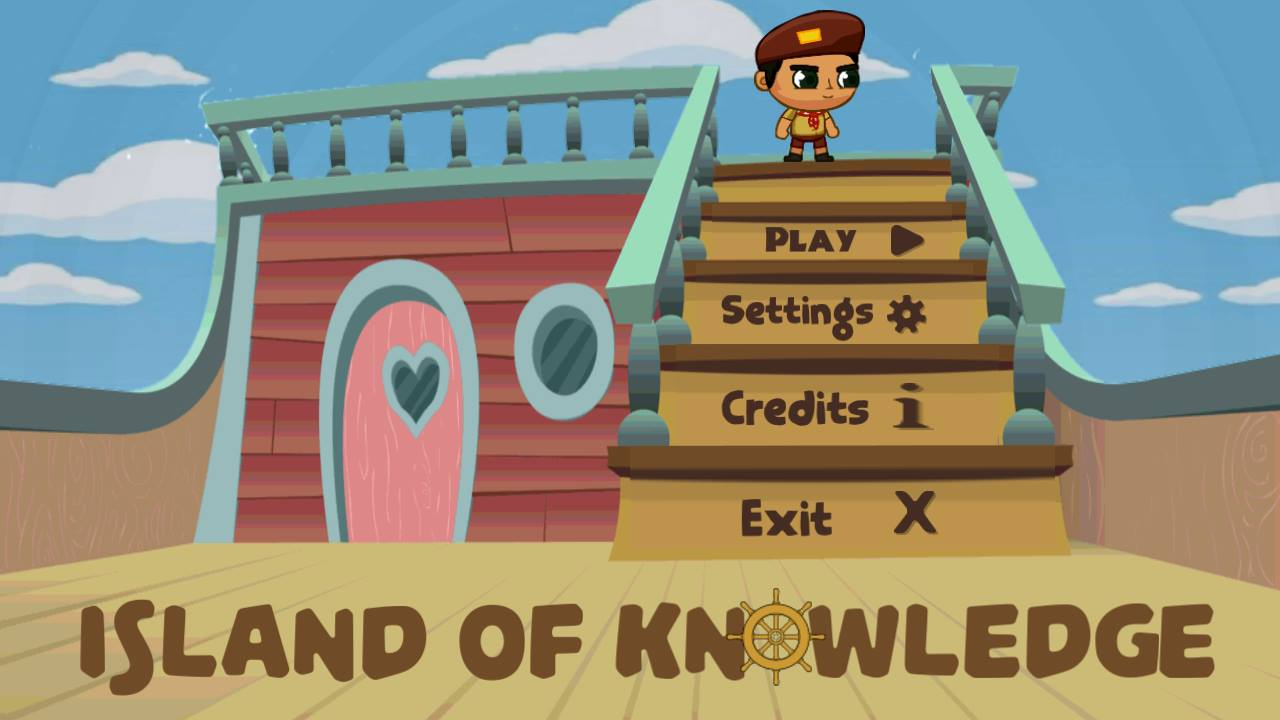 PLAY
Settings
Credits i
Exit X
ISLAND OF KNOWLEDGE